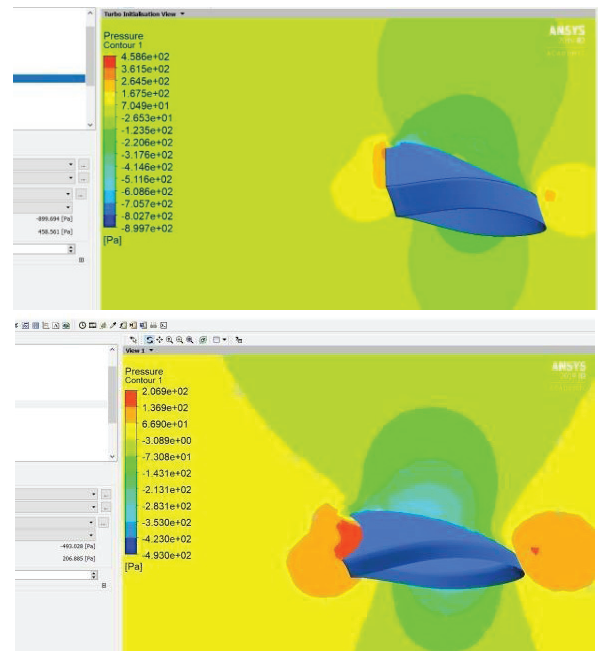 Turbo Initialisation View
ANSYS
Pressure
Contour 1
4.586e+02
3.615e+02
2.645e+02
1.675e+02
7.049e+01
-2.653e+01
-1.235e+02
-2.206e+02
-3.176e+02
-4.146e+02
-5.116e+02
-6.086e+02
-7.057e+02
-8.027e+02
-8.997e+02
[Pa]
-899.694 [Pa]
458.561 [Pa]
View 1
ANSYS
Pressure
Contour 1
2.069e+02
1.369e+02
6.690e+01
-3.089e+00
-7.308e+01
-1.431e+02
-2.131e+02
-2.831e+02
-3.530e+02
-4.230e+02
-4.930e+02
[Pa]
-493.028 [Pa]
206.885 [Pa]